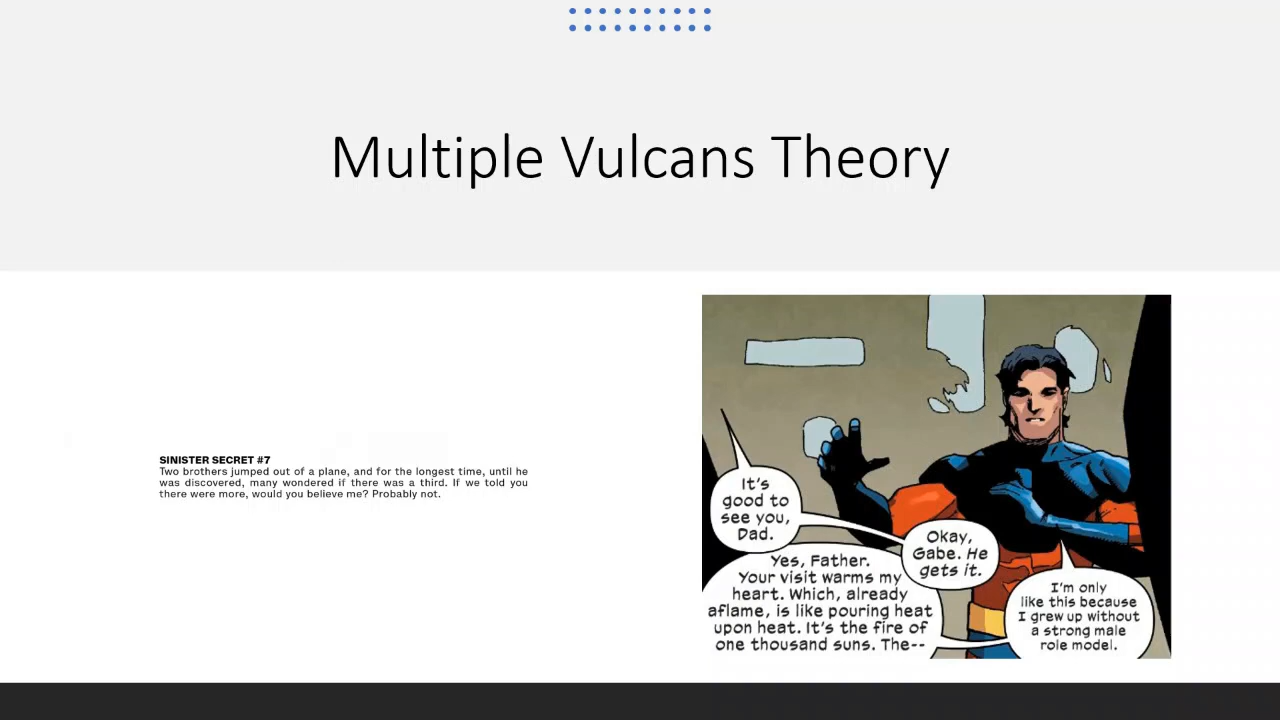 Multiple Vulcans Theory
SINISTER SECRET #7
Two brothers jumped out of a plane, and for the longest time, until he
was discovered, many wondered if there was a third. If we told you
there were more, would you believe me? Probably not.
It's
good to
see you,
Dad.
Yes, Father.
Your visit warms my
heart. Which, already
aflame, is like pouring heat
upon heat. It's the fire of
one thousand suns. The--
Okay,
Gabe. He
gets it.
I'm only
like this because
I grew up without
a strong male
role model.